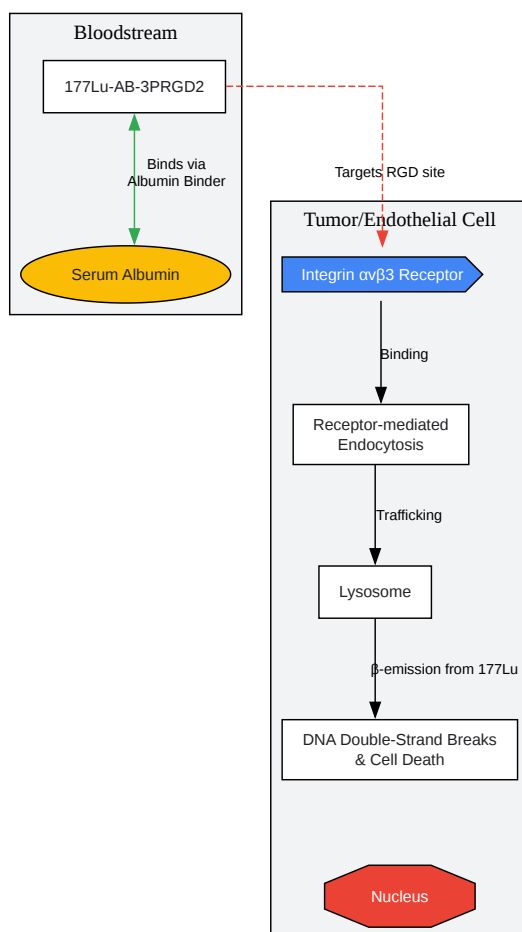 Bloodstream
177Lu-AB-3PRGD2
Binds via
Albumin Binder
Serum Albumin
Targets RGD site
Tumor/Endothelial Cell
Integrin αvβ3 Receptor
Binding
Receptor-mediated
Endocytosis
Trafficking
Lysosome
β-emission from 177Lu
DNA Double-Strand Breaks
& Cell Death
Nucleus